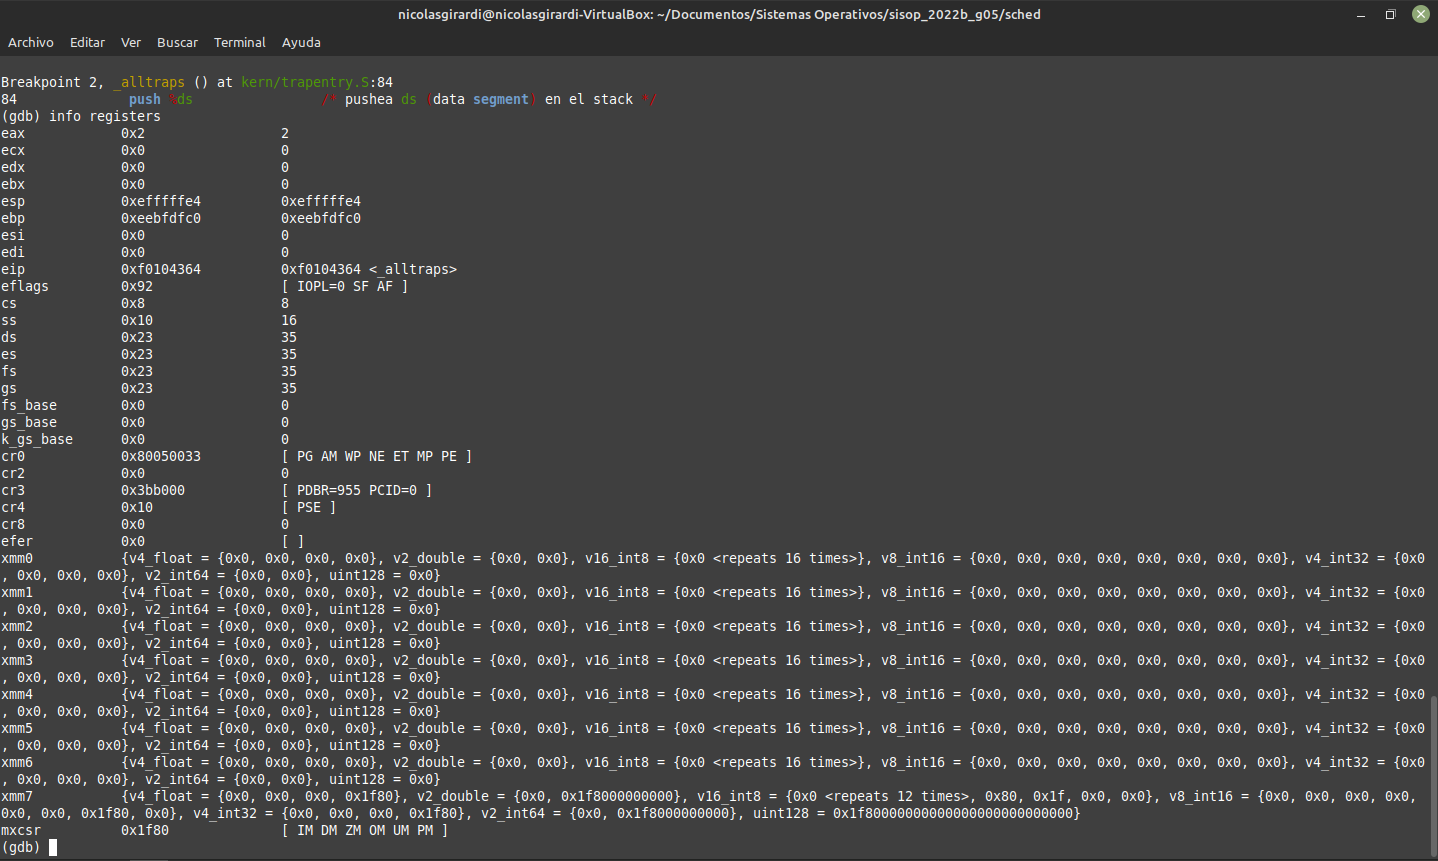 nicolasgirardi@nicolasgirardi-VirtualBox: ~/Documentos/Sistemas Operativos/sisop_2022b_g05/sched
Archivo Editar Ver Buscar Terminal Ayuda
Breakpoint 2, _alltraps () at kern/trapentry.S:84
84 push %ds /* pushea ds (data segment) en el stack */
(gdb) info registers
eax 0x2 2
ecx 0x0 0
edx 0x0 0
ebx 0x0 0
esp 0xefffffe4 0xefffffe4
ebp 0xeebfdfc0 0xeebfdfc0
esi 0x0 0
edi 0x0 0
eip 0xf0104364 0xf0104364 <_alltraps>
eflags 0x92 [ IOPL=0 SF AF ]
cs 0x8 8
ss 0x10 16
ds 0x23 35
es 0x23 35
fs 0x23 35
gs 0x23 35
fs_base 0x0 0
gs_base 0x0 0
k_gs_base 0x0 0
cr0 0x80050033 [ PG AM WP NE ET MP PE ]
cr2 0x0 0
cr3 0x3bb000 [ PDBR=955 PCID=0 ]
cr4 0x10 [ PSE ]
cr8 0x0 0
efer 0x0 [ ]
xmm0 {v4_float = {0x0, 0x0, 0x0, 0x0}, v2_double = {0x0, 0x0}, v16_int8 = {0x0 <repeats 16 times>}, v8_int16 = {0x0, 0x0, 0x0, 0x0, 0x0, 0x0, 0x0, 0x0}, v4_int32 = {0x0
, 0x0, 0x0, 0x0}, v2_int64 = {0x0, 0x0}, uint128 = 0x0}
xmm1 {v4_float = {0x0, 0x0, 0x0, 0x0}, v2_double = {0x0, 0x0}, v16_int8 = {0x0 <repeats 16 times>}, v8_int16 = {0x0, 0x0, 0x0, 0x0, 0x0, 0x0, 0x0, 0x0}, v4_int32 = {0x0
, 0x0, 0x0, 0x0}, v2_int64 = {0x0, 0x0}, uint128 = 0x0}
xmm2 {v4_float = {0x0, 0x0, 0x0, 0x0}, v2_double = {0x0, 0x0}, v16_int8 = {0x0 <repeats 16 times>}, v8_int16 = {0x0, 0x0, 0x0, 0x0, 0x0, 0x0, 0x0, 0x0}, v4_int32 = {0x0
, 0x0, 0x0, 0x0}, v2_int64 = {0x0, 0x0}, uint128 = 0x0}
xmm3 {v4_float = {0x0, 0x0, 0x0, 0x0}, v2_double = {0x0, 0x0}, v16_int8 = {0x0 <repeats 16 times>}, v8_int16 = {0x0, 0x0, 0x0, 0x0, 0x0, 0x0, 0x0, 0x0}, v4_int32 = {0x0
, 0x0, 0x0, 0x0}, v2_int64 = {0x0, 0x0}, uint128 = 0x0}
xmm4 {v4_float = {0x0, 0x0, 0x0, 0x0}, v2_double = {0x0, 0x0}, v16_int8 = {0x0 <repeats 16 times>}, v8_int16 = {0x0, 0x0, 0x0, 0x0, 0x0, 0x0, 0x0, 0x0}, v4_int32 = {0x0
, 0x0, 0x0, 0x0}, v2_int64 = {0x0, 0x0}, uint128 = 0x0}
xmm5 {v4_float = {0x0, 0x0, 0x0, 0x0}, v2_double = {0x0, 0x0}, v16_int8 = {0x0 <repeats 16 times>}, v8_int16 = {0x0, 0x0, 0x0, 0x0, 0x0, 0x0, 0x0, 0x0}, v4_int32 = {0x0
, 0x0, 0x0, 0x0}, v2_int64 = {0x0, 0x0}, uint128 = 0x0}
xmm6 {v4_float = {0x0, 0x0, 0x0, 0x0}, v2_double = {0x0, 0x0}, v16_int8 = {0x0 <repeats 16 times>}, v8_int16 = {0x0, 0x0, 0x0, 0x0, 0x0, 0x0, 0x0, 0x0}, v4_int32 = {0x0
, 0x0, 0x0, 0x0}, v2_int64 = {0x0, 0x0}, uint128 = 0x0}
xmm7 {v4_float = {0x0, 0x0, 0x0, 0x1f80}, v2_double = {0x0, 0x1f8000000000}, v16_int8 = {0x0 <repeats 12 times>, 0x80, 0x1f, 0x0, 0x0}, v8_int16 = {0x0, 0x0, 0x0, 0x0,
0x0, 0x0, 0x1f80, 0x0}, v4_int32 = {0x0, 0x0, 0x0, 0x1f80}, v2_int64 = {0x0, 0x1f8000000000}, uint128 = 0x1f80000000000000000000000000}
mxcsr 0x1f80 [ IM DM ZM OM UM PM ]
(gdb)